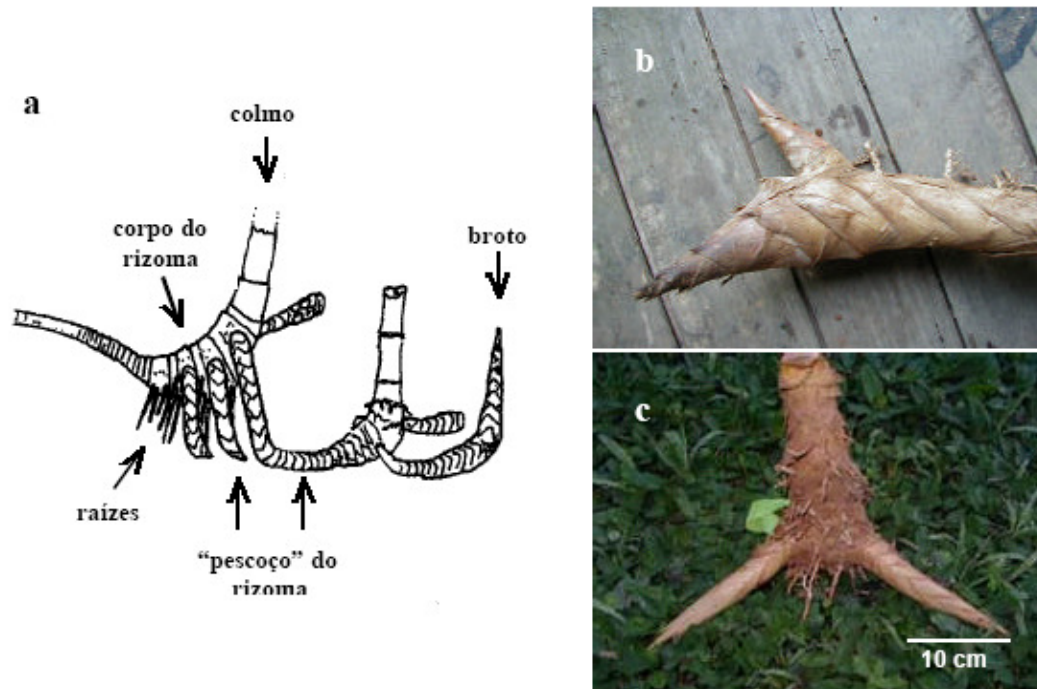 a
colmo
corpo do
rizoma
broto
raízes
“pescoço” do
rizoma
b
c
10 cm